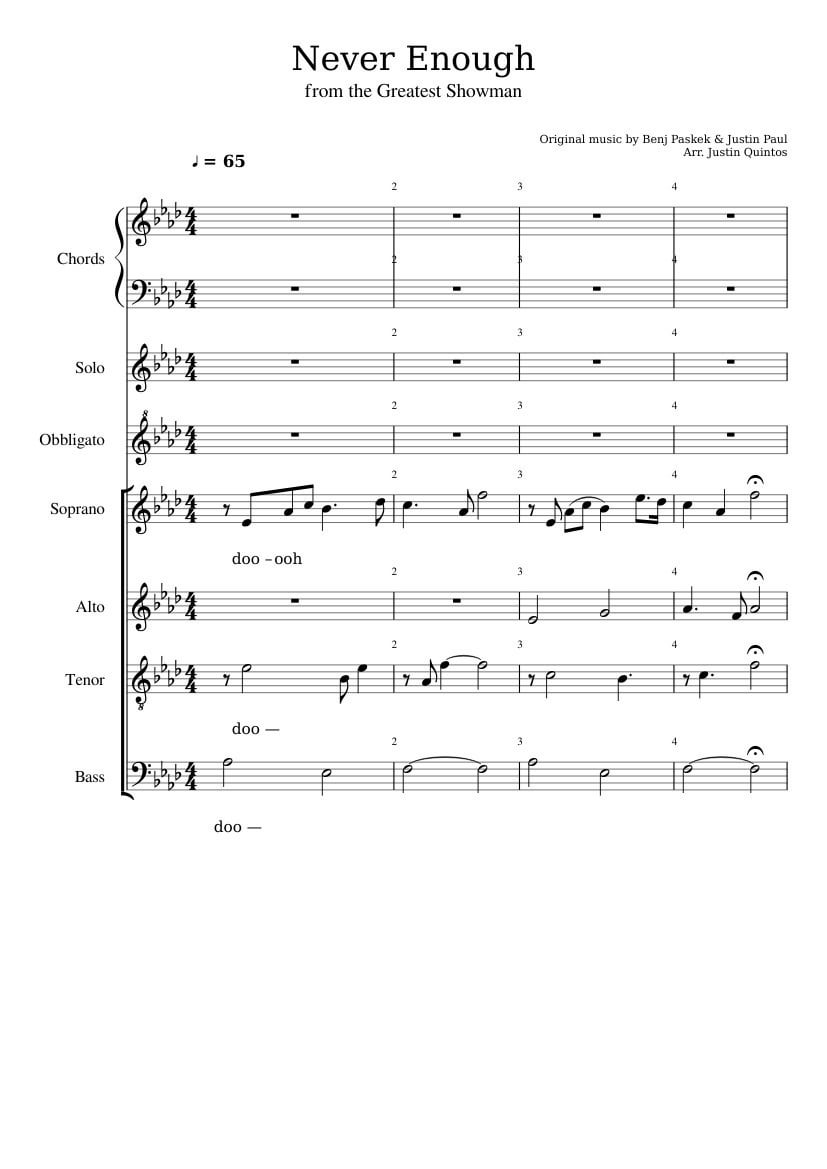 Never Enough
from the Greatest Showman
Original music by Benj Paskek & Justin Paul
Arr. Justin Quintos
♩ = 65
2 3 4
Chords
2 3 4
2 3 4
Solo
2 3 4
Obbligato
2 3 4
Soprano
doo – ooh
2 3 4
Alto
2 3 4
Tenor
doo —
2 3 4
Bass
doo —